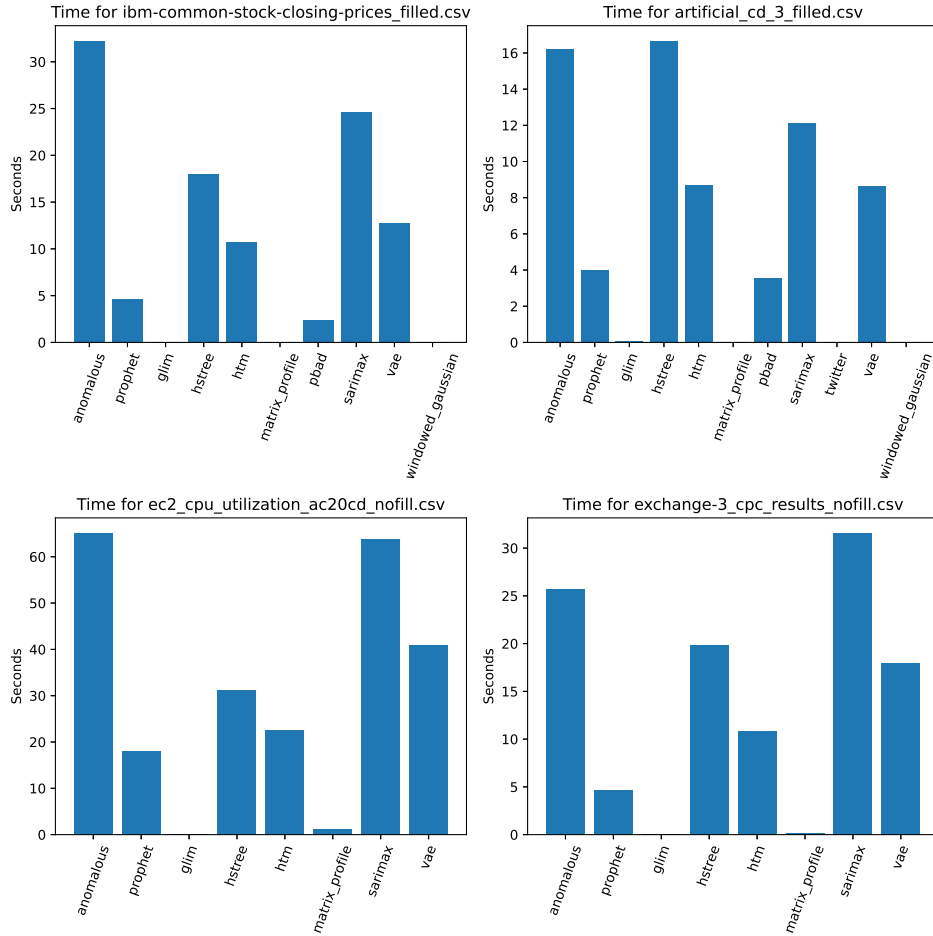 Time for ibm-common-stock-closing-prices_filled.csv
Seconds
30
25
20
15
10
5
0
anomalous
prophet
glim
hstree
htm
matrix_profile
pbad
sarimax
vae
windowed_gaussian
Time for artificial_cd_3_filled.csv
Seconds
16
14
12
10
8
6
4
2
0
anomalous
prophet
glim
hstree
htm
matrix_profile
pbad
sarimax
twitter
vae
windowed_gaussian
Time for ec2_cpu_utilization_ac20cd_nofill.csv
Seconds
60
50
40
30
20
10
0
anomalous
prophet
glim
hstree
htm
matrix_profile
sarimax
vae
Time for exchange-3_cpc_results_nofill.csv
Seconds
30
25
20
15
10
5
0
anomalous
prophet
glim
hstree
htm
matrix_profile
sarimax
vae